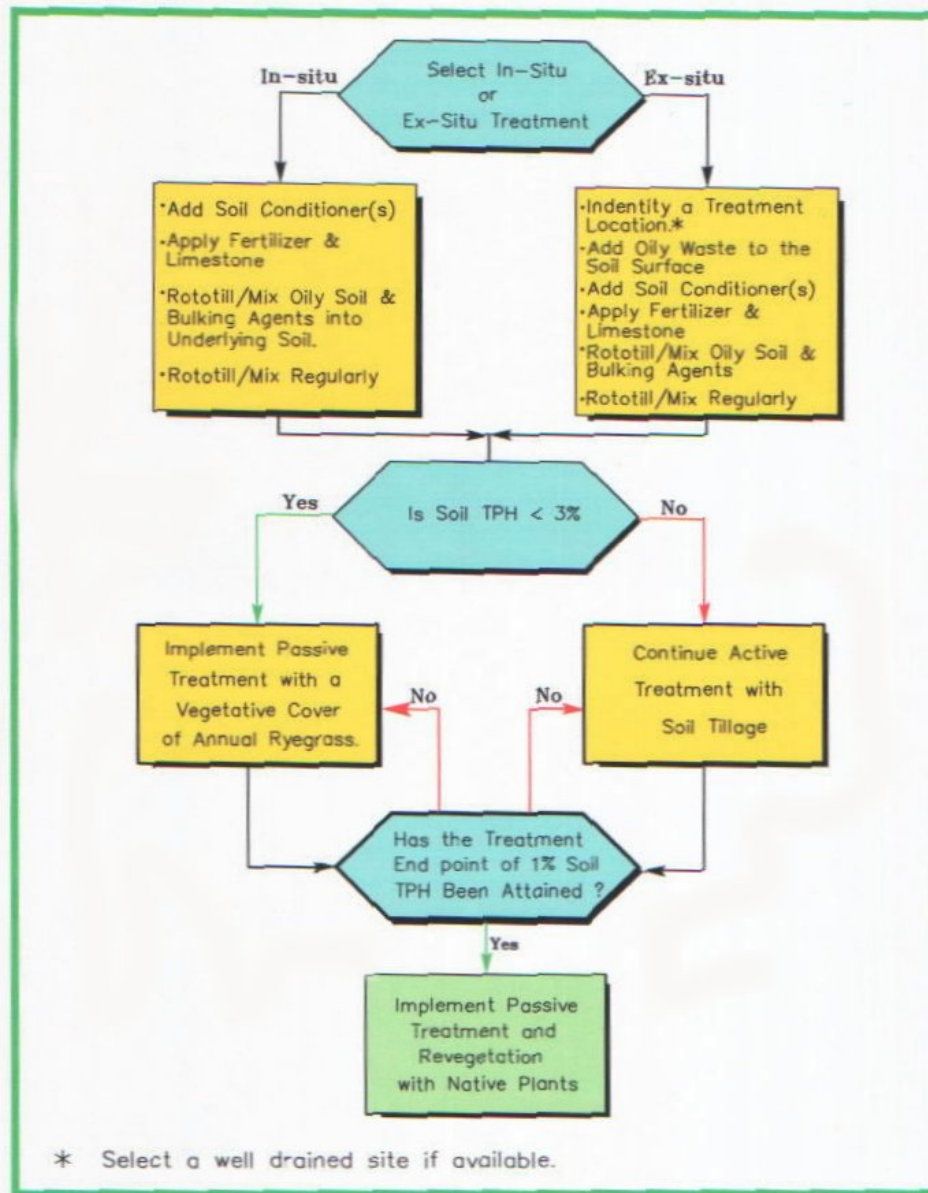 Select In-Situ
or
Ex-Situ Treatment
In-situ
Ex-situ
•Add Soil Conditioner(s)
•Apply Fertilizer &
Limestone
•Rototill/Mix Oily Soil &
Bulking Agents into
Underlying Soil.
•Rototill/Mix Regularly
•Indentity a Treatment
Location.*
•Add Oily Waste to the
Soil Surface
•Add Soil Conditioner(s)
•Apply Fertilizer &
Limestone
•Rototill/Mix Oily Soil &
Bulking Agents
•Rototill/Mix Regularly
Is Soil TPH < 3%
Yes
No
Implement Passive
Treatment with a
Vegetative Cover
of Annual Ryegrass.
Continue Active
Treatment with
Soil Tillage
No
No
Has the Treatment
End point of 1% Soil
TPH Been Attained ?
Yes
Implement Passive
Treatment and
Revegetation
with Native Plants
* Select a well drained site if available.